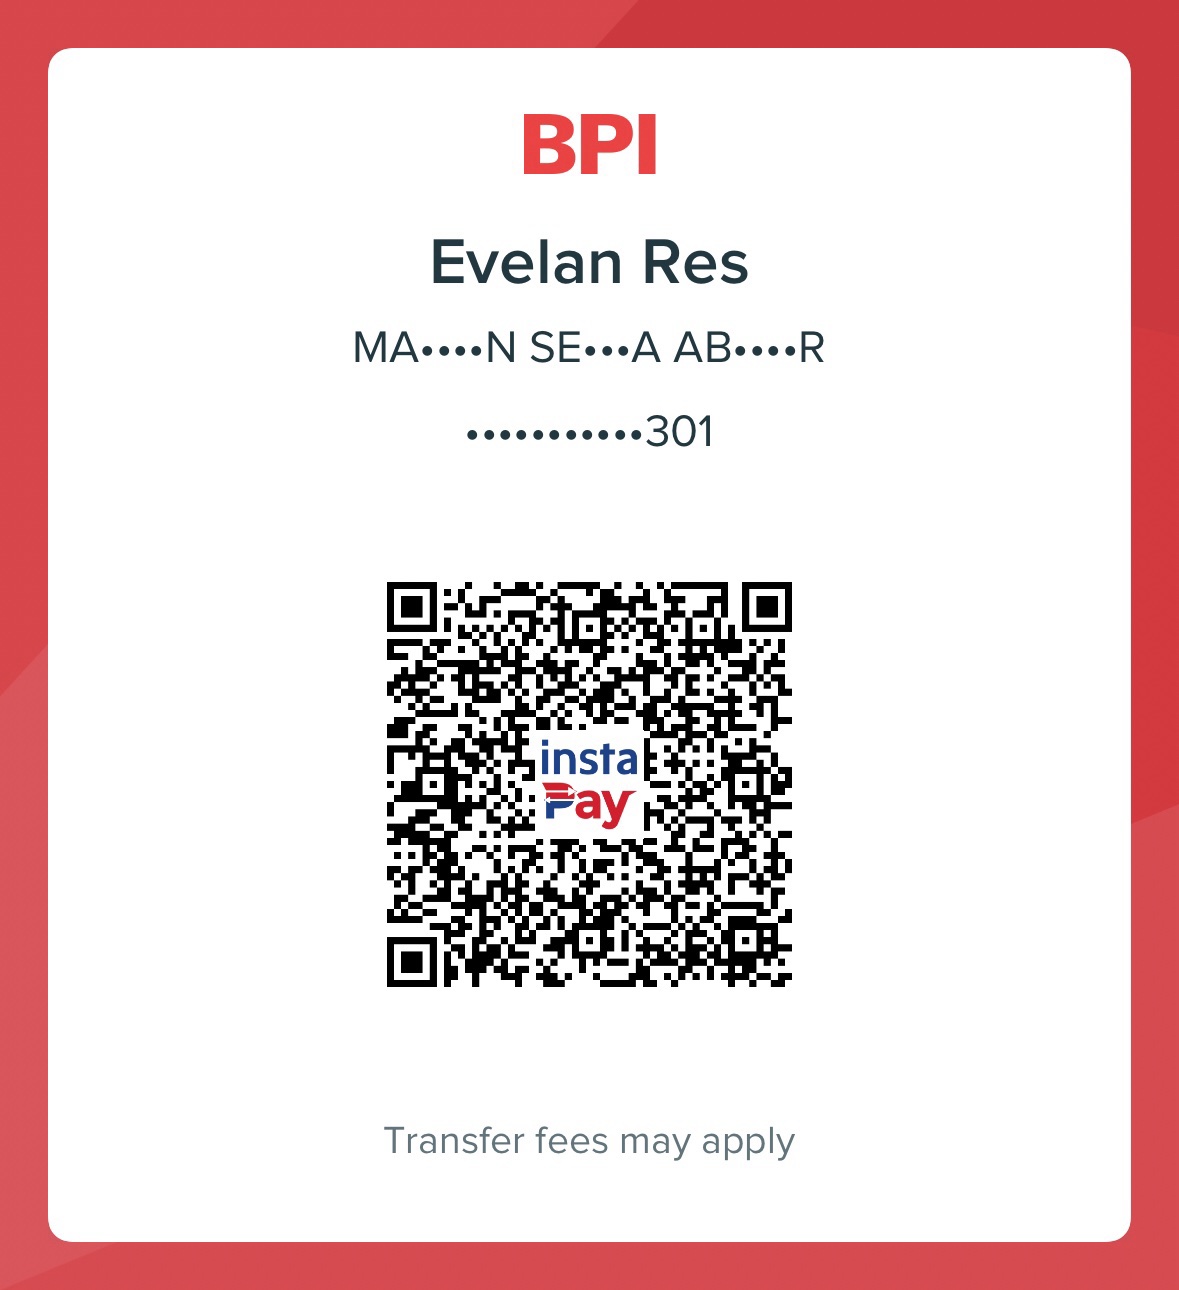 BPI
Evelan Res
MA••••N SE•••A AB••••R
•••••••••••301
insta
Pay
Transfer fees may apply